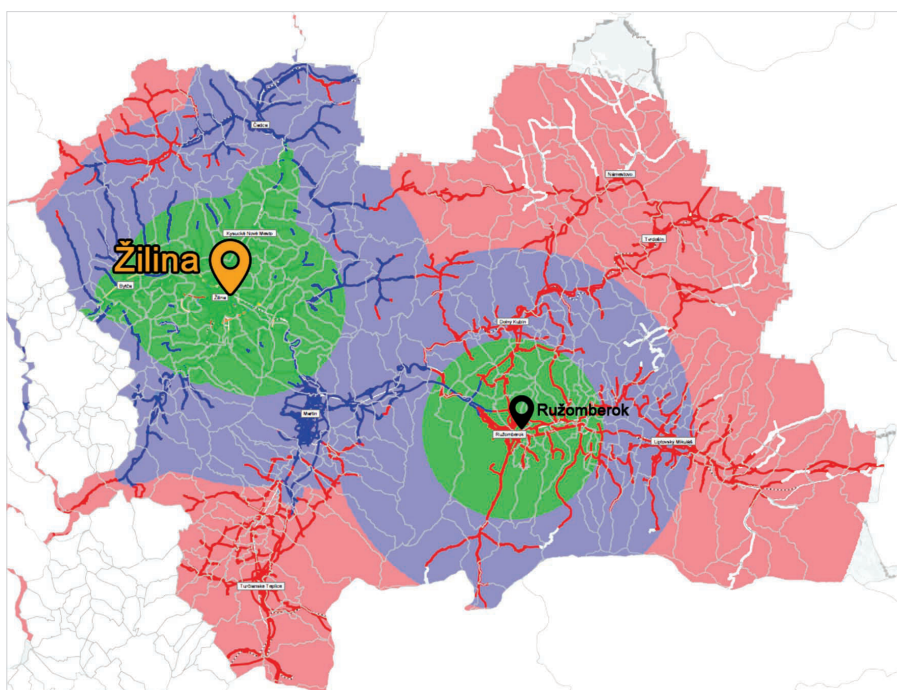 Čadca
Námestovo
Kysucké Nové Mesto
Tvrdošín
Žilina
Bytča
Žilina
Dolný Kubín
Martin
Ružomberok
Ružomberok
Liptovský Mikuláš
Turčianske Teplice